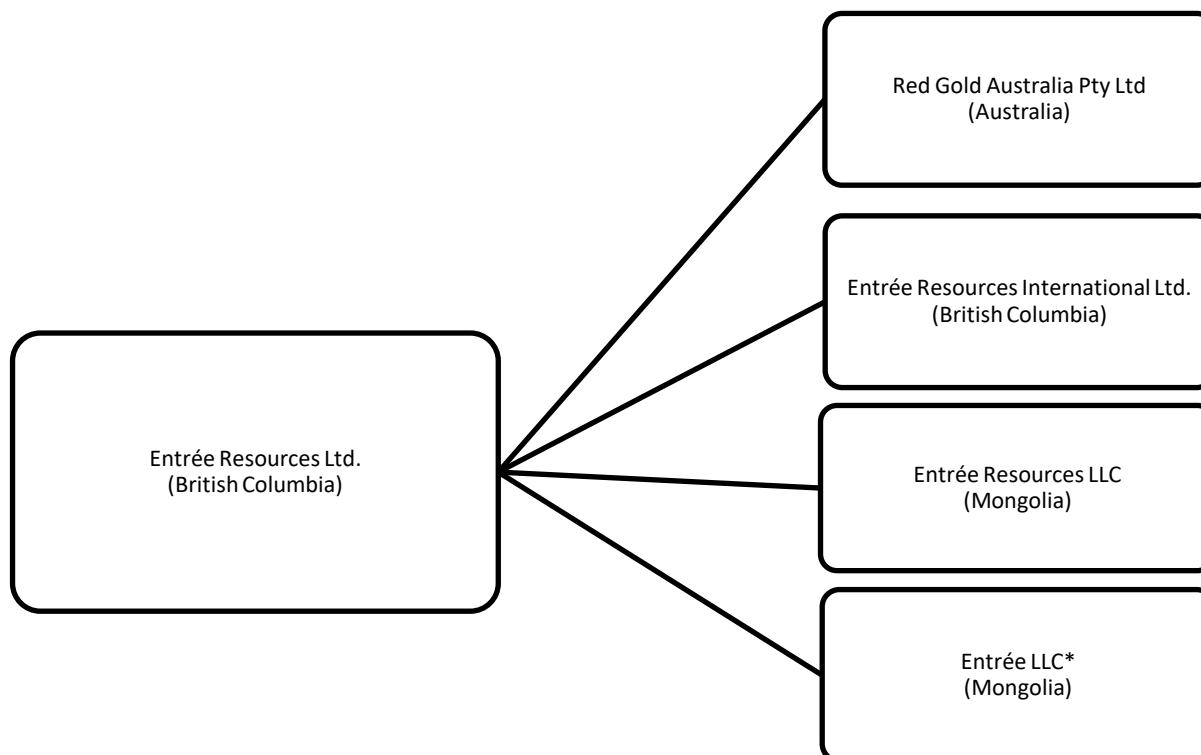 Red Gold Australia Pty Ltd
(Australia)
Entrée Resources International Ltd.
(British Columbia)
Entrée Resources Ltd.
(British Columbia)
Entrée Resources LLC
(Mongolia)
Entrée LLC*
(Mongolia)